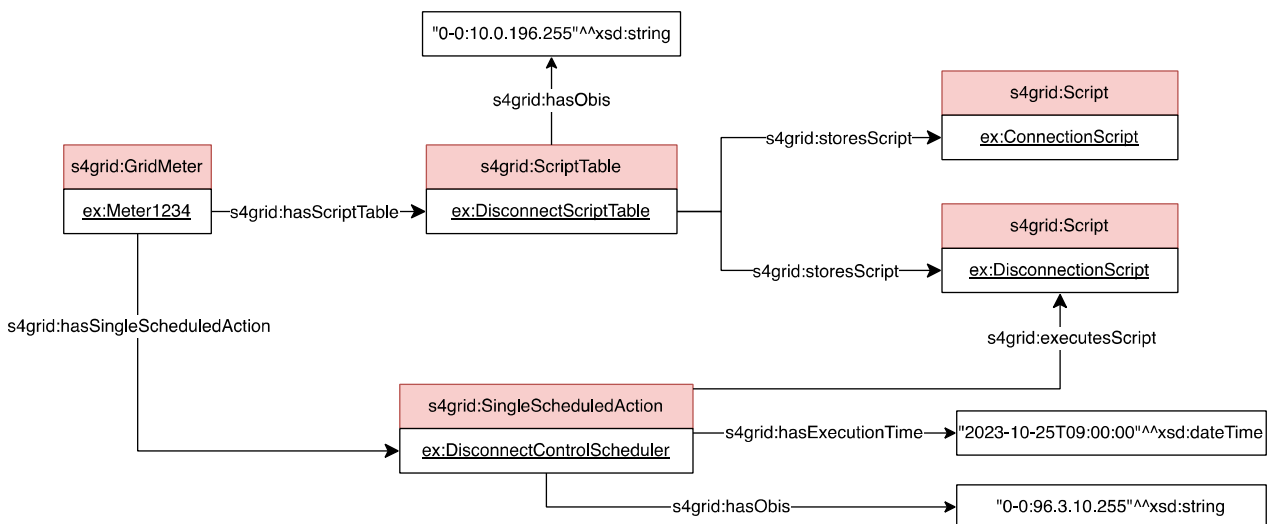 "0-0:10.0.196.255"^^xsd:string
s4grid:hasObis
s4grid:Script
ex:ConnectionScript
s4grid:storesScript
s4grid:GridMeter
ex:Meter1234
s4grid:hasScriptTable
s4grid:ScriptTable
ex:DisconnectScriptTable
s4grid:Script
ex:DisconnectionScript
s4grid:storesScript
s4grid:hasSingleScheduledAction
s4grid:executesScript
s4grid:SingleScheduledAction
ex:DisconnectControlScheduler
s4grid:hasExecutionTime
"2023-10-25T09:00:00"^^xsd:dateTime
s4grid:hasObis
"0-0:96.3.10.255"^^xsd:string